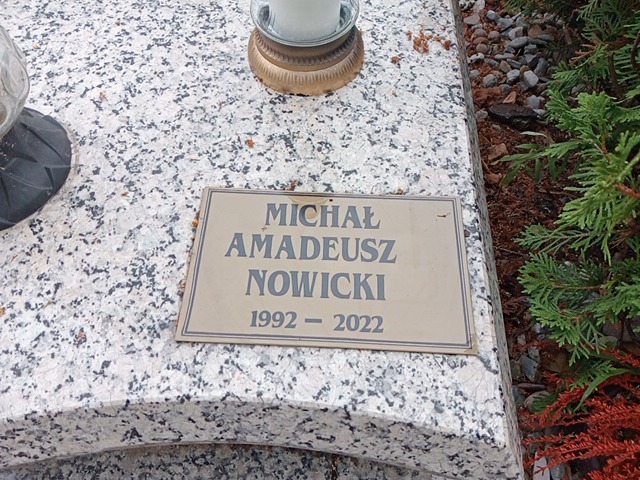 MICHAŁ
AMADEUSZ
NOWICKI
1992 – 2022